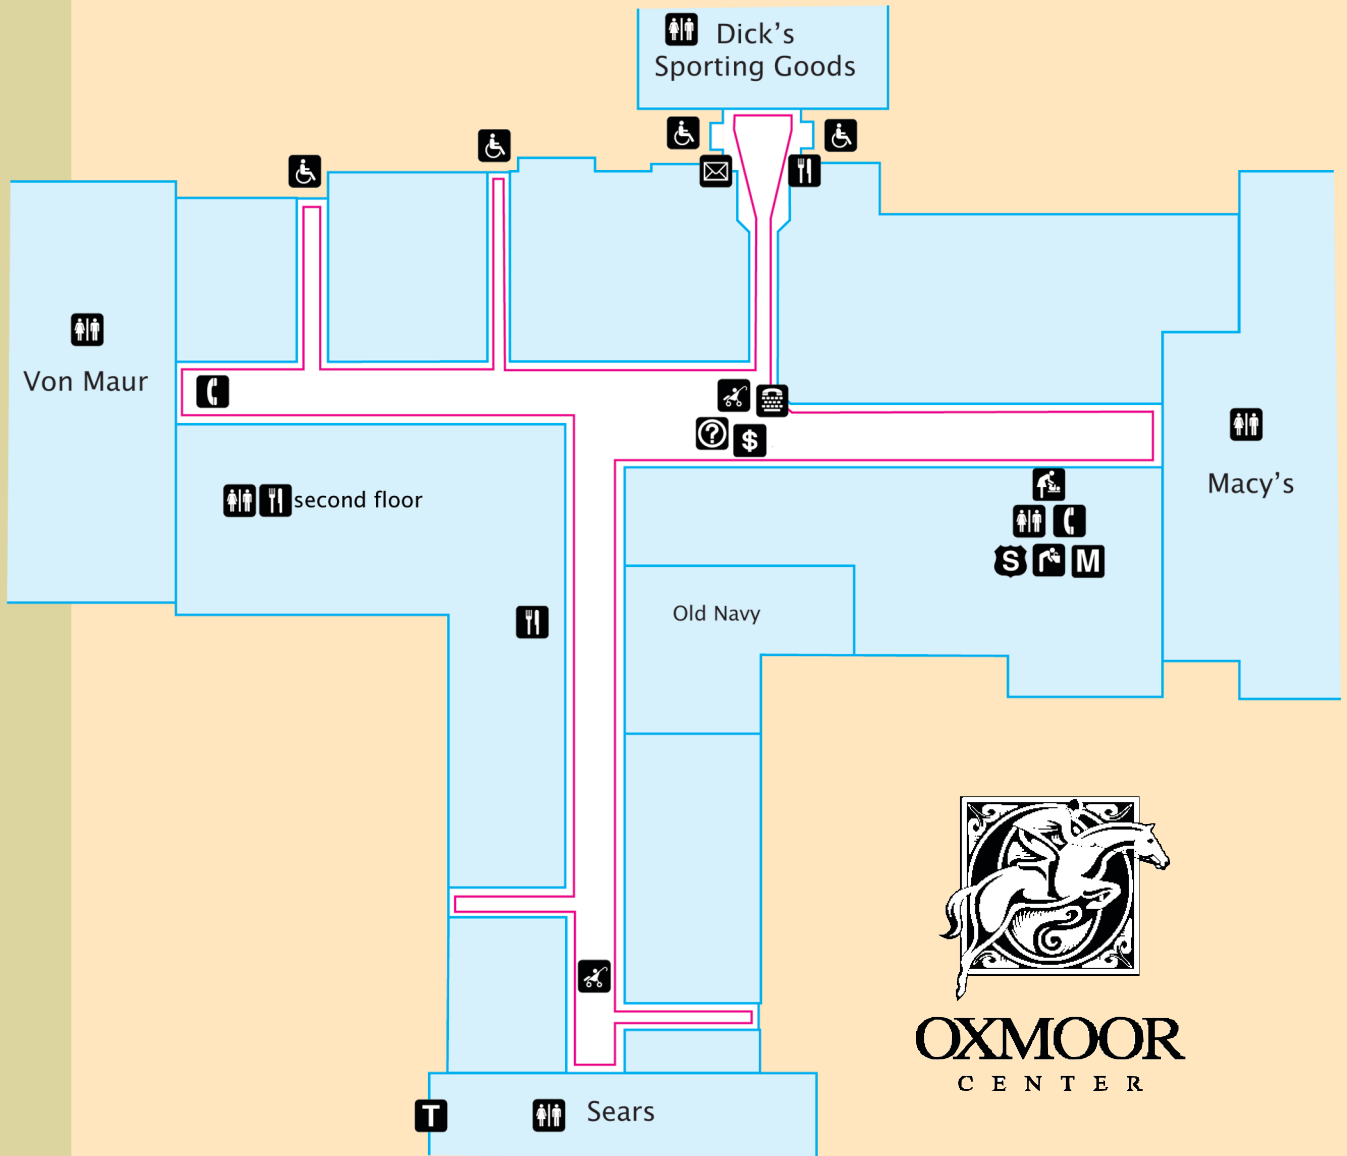 Dick's
Sporting Goods
Von Maur
?
$
Macy's
second floor
S
M
Old Navy
OXMOOR
CENTER
T
Sears